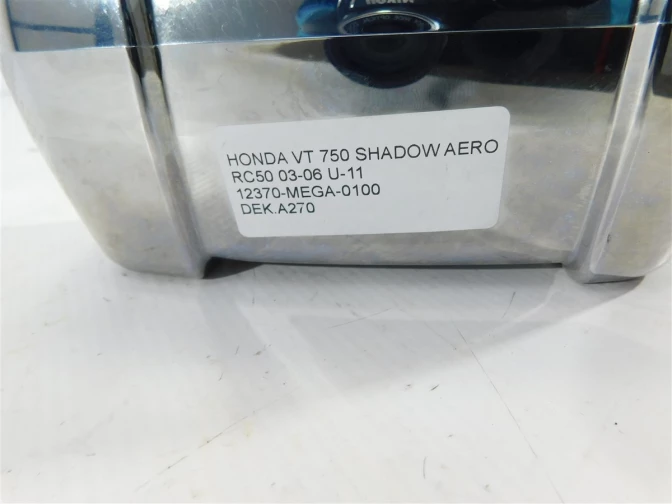 HONDA VT 750 SHADOW AERO
RC50 03-06 U-11
12370-MEGA-0100
DEK.A270